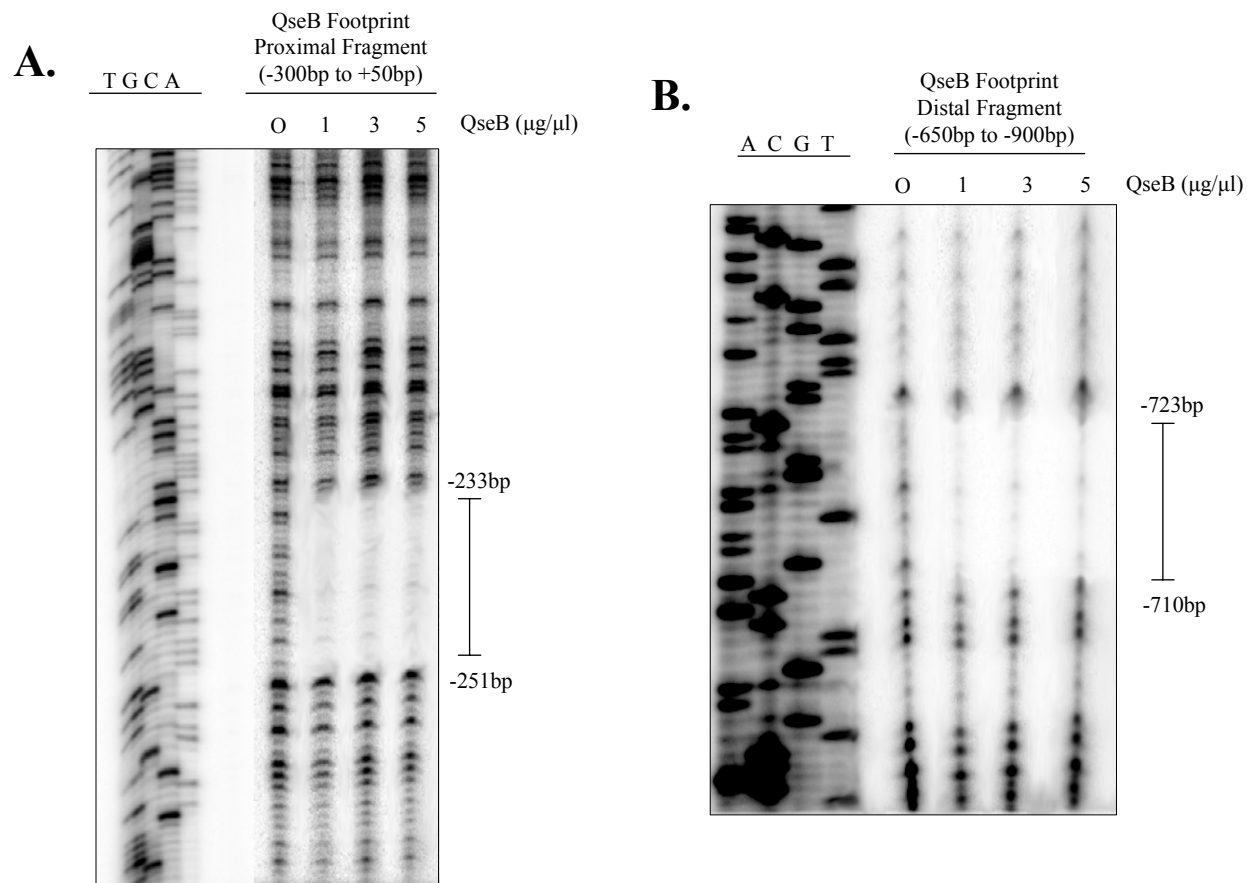 A.
QseB Footprint
Proximal Fragment
(-300bp to +50bp)
T G C A
O 1 3 5 QseB (μg/μl)
-233bp
-251bp
B.
QseB Footprint
Distal Fragment
(-650bp to -900bp)
A C G T
O 1 3 5 QseB (μg/μl)
-723bp
-710bp